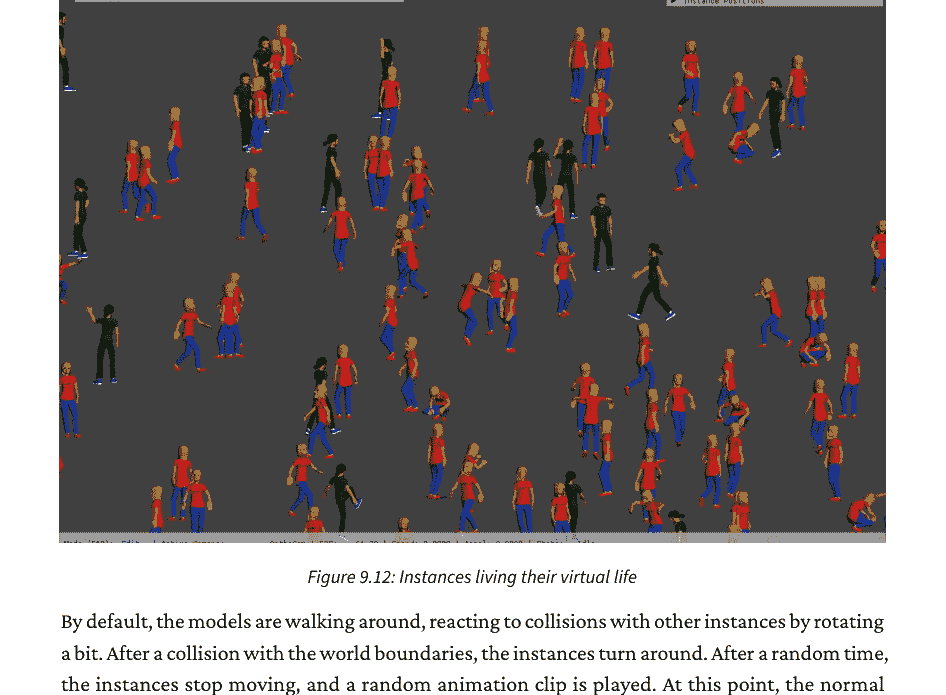 Instance Positions
Figure 9.12: Instances living their virtual life
By default, the models are walking around, reacting to collisions with other instances by rotating
a bit. After a collision with the world boundaries, the instances turn around. After a random time,
the instances stop moving, and a random animation clip is played. At this point, the normal